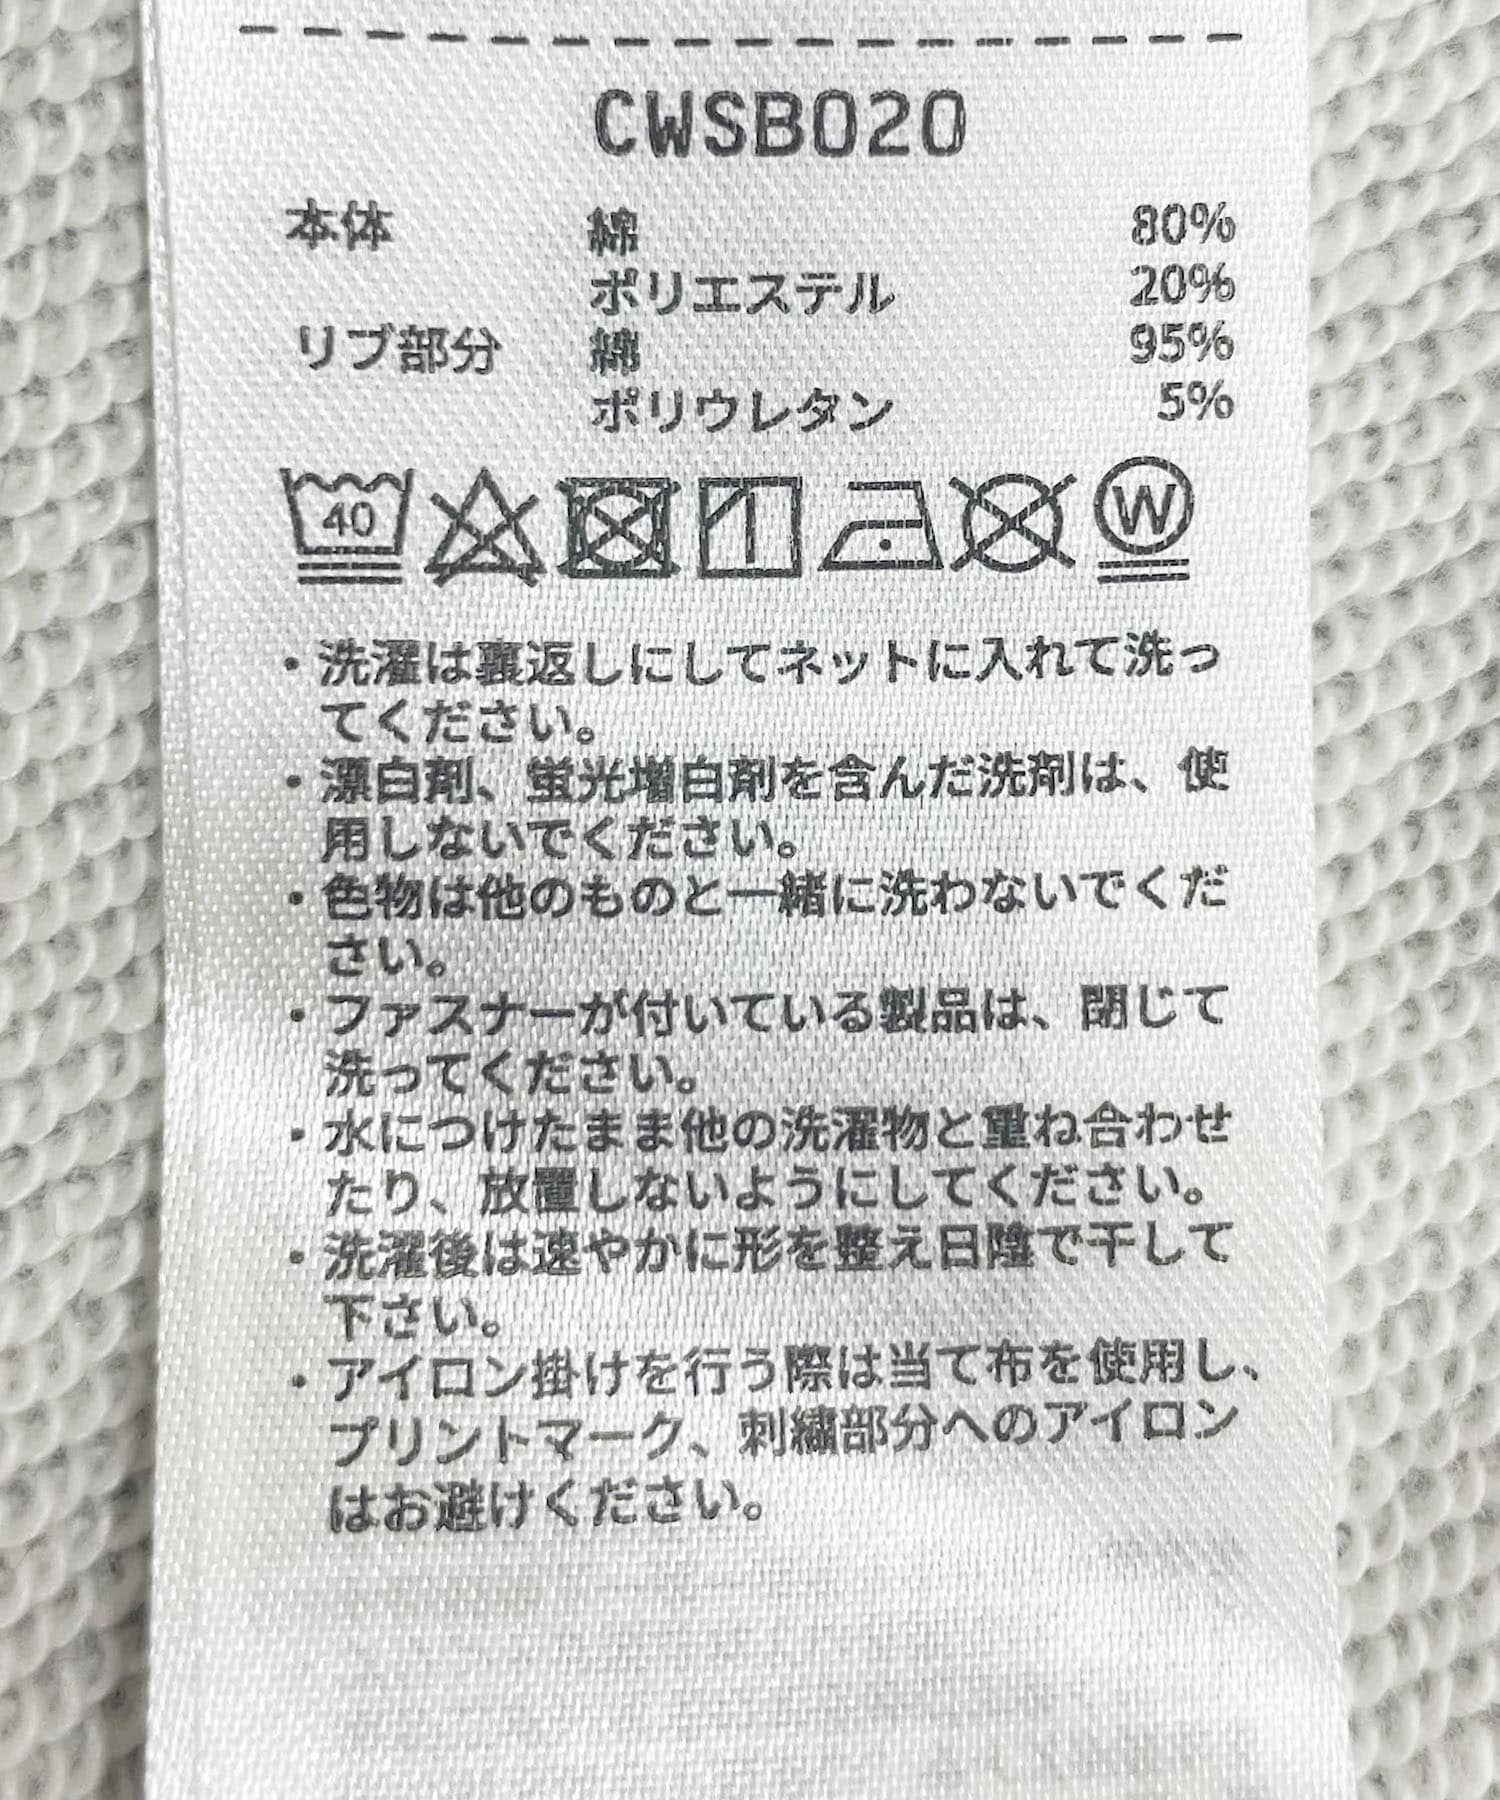 CWSB020
本体 綿 80%
ポリエステル 20%
リブ部分 綿 95%
ポリウレタン 5%
40 W
・洗濯は裏返しにしてネットに入れて洗っ
てください。
・漂白剤、蛍光増白剤を含んだ洗剤は、使
用しないでください。
・色物は他のものと一緒に洗わないでくだ
さい。
・ファスナーが付いている製品は、閉じて
洗ってください。
・水につけたまま他の洗濯物と重ね合わせ
たり、放置しないようにしてください。
・洗濯後は速やかに形を整え日陰で干して
下さい。
・アイロン掛けを行う際は当て布を使用し、
プリントマーク、刺繍部分へのアイロン
はお避けください。